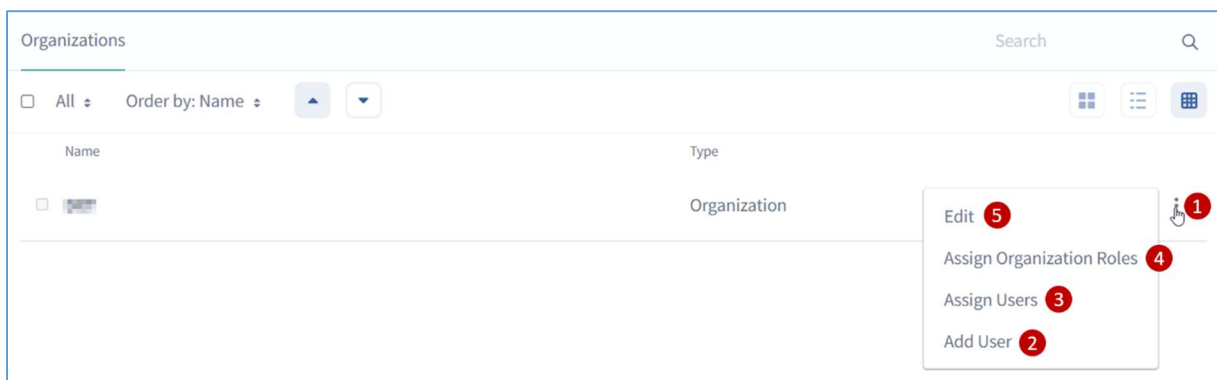 Organizations Search
All Order by: Name
Name Type
Organization
1
Edit 5
Assign Organization Roles 4
Assign Users 3
Add User 2